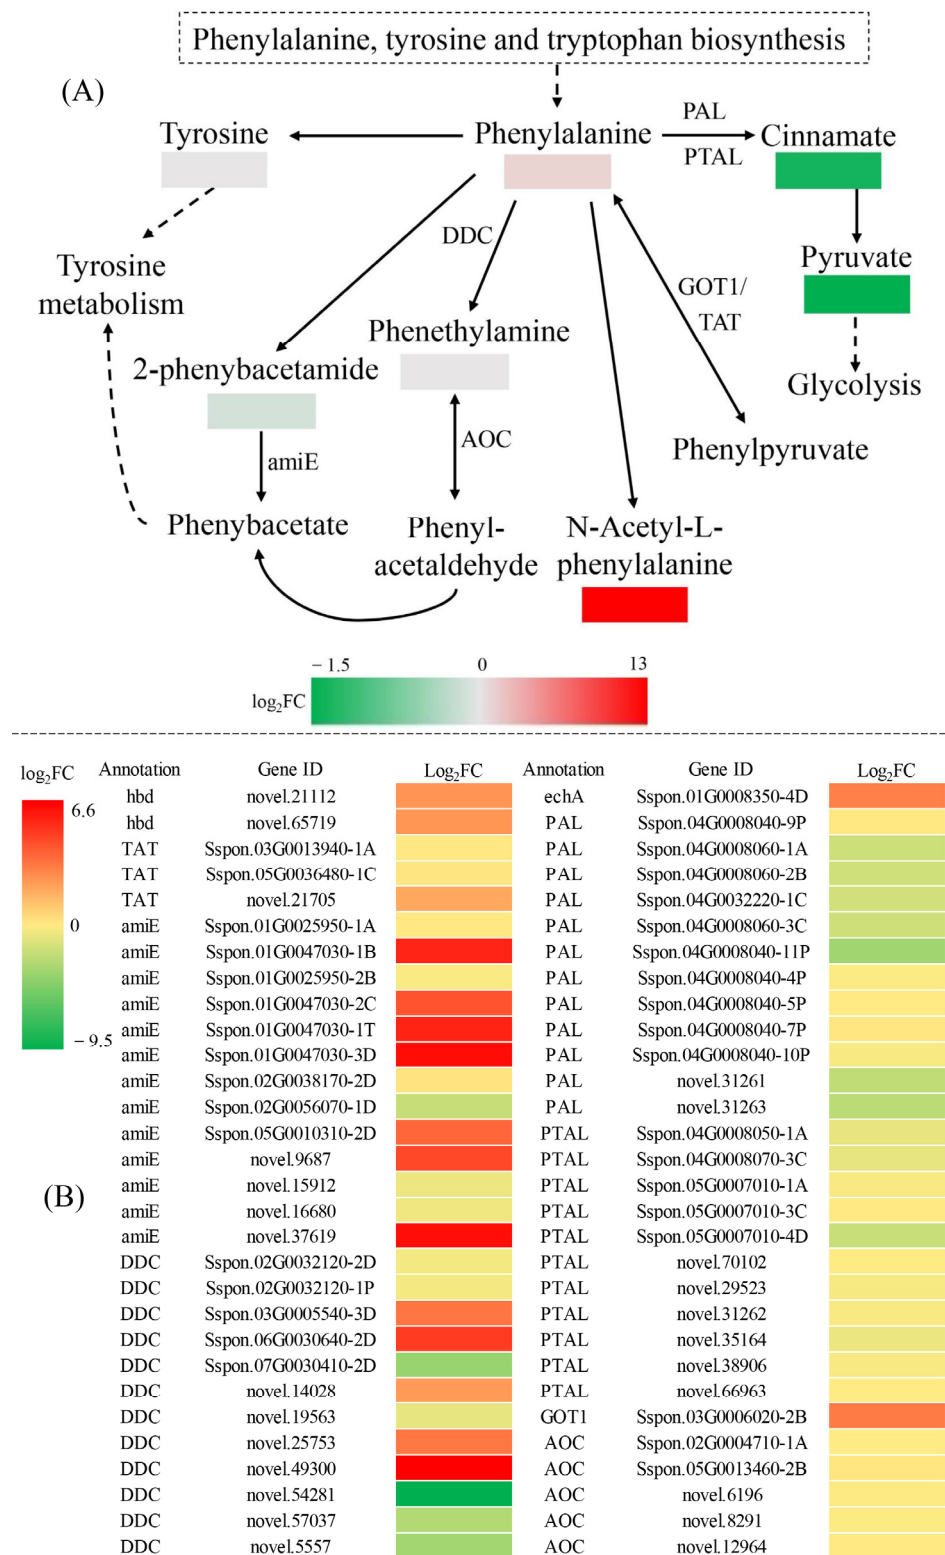 Phenylalanine, tyrosine and tryptophan biosynthesis
(A)
Tyrosine
Phenylalanine
PAL
PTAL
Cinnamate
DDC
Tyrosine
metabolism
Pyruvate
GOT1/
TAT
Phenethylamine
2-phenybacetamide
Glycolysis
AOC
amiE
Phenylpyruvate
Phenybacetate
Phenyl-
acetaldehyde
N-Acetyl-L-
phenylalanine
− 1.5 0 13
log2FC
log2FC
6.6
0
− 9.5
(B)
Annotation Gene ID Log2FC Annotation Gene ID Log2FC
hbd novel.21112 echA Sspon.01G0008350-4D
hbd novel.65719 PAL Sspon.04G0008040-9P
TAT Sspon.03G0013940-1A PAL Sspon.04G0008060-1A
TAT Sspon.05G0036480-1C PAL Sspon.04G0008060-2B
TAT novel.21705 PAL Sspon.04G0032220-1C
amiE Sspon.01G0025950-1A PAL Sspon.04G0008060-3C
amiE Sspon.01G0047030-1B PAL Sspon.04G0008040-11P
amiE Sspon.01G0025950-2B PAL Sspon.04G0008040-4P
amiE Sspon.01G0047030-2C PAL Sspon.04G0008040-5P
amiE Sspon.01G0047030-1T PAL Sspon.04G0008040-7P
amiE Sspon.01G0047030-3D PAL Sspon.04G0008040-10P
amiE Sspon.02G0038170-2D PAL novel.31261
amiE Sspon.02G0056070-1D PAL novel.31263
amiE Sspon.05G0010310-2D PTAL Sspon.04G0008050-1A
amiE novel.9687 PTAL Sspon.04G0008070-3C
amiE novel.15912 PTAL Sspon.05G0007010-1A
amiE novel.16680 PTAL Sspon.05G0007010-3C
amiE novel.37619 PTAL Sspon.05G0007010-4D
DDC Sspon.02G0032120-2D PTAL novel.70102
DDC Sspon.02G0032120-1P PTAL novel.29523
DDC Sspon.03G0005540-3D PTAL novel.31262
DDC Sspon.06G0030640-2D PTAL novel.35164
DDC Sspon.07G0030410-2D PTAL novel.38906
DDC novel.14028 PTAL novel.66963
DDC novel.19563 GOT1 Sspon.03G0006020-2B
DDC novel.25753 AOC Sspon.02G0004710-1A
DDC novel.49300 AOC Sspon.05G0013460-2B
DDC novel.54281 AOC novel.6196
DDC novel.57037 AOC novel.8291
DDC novel.5557 AOC novel.12964